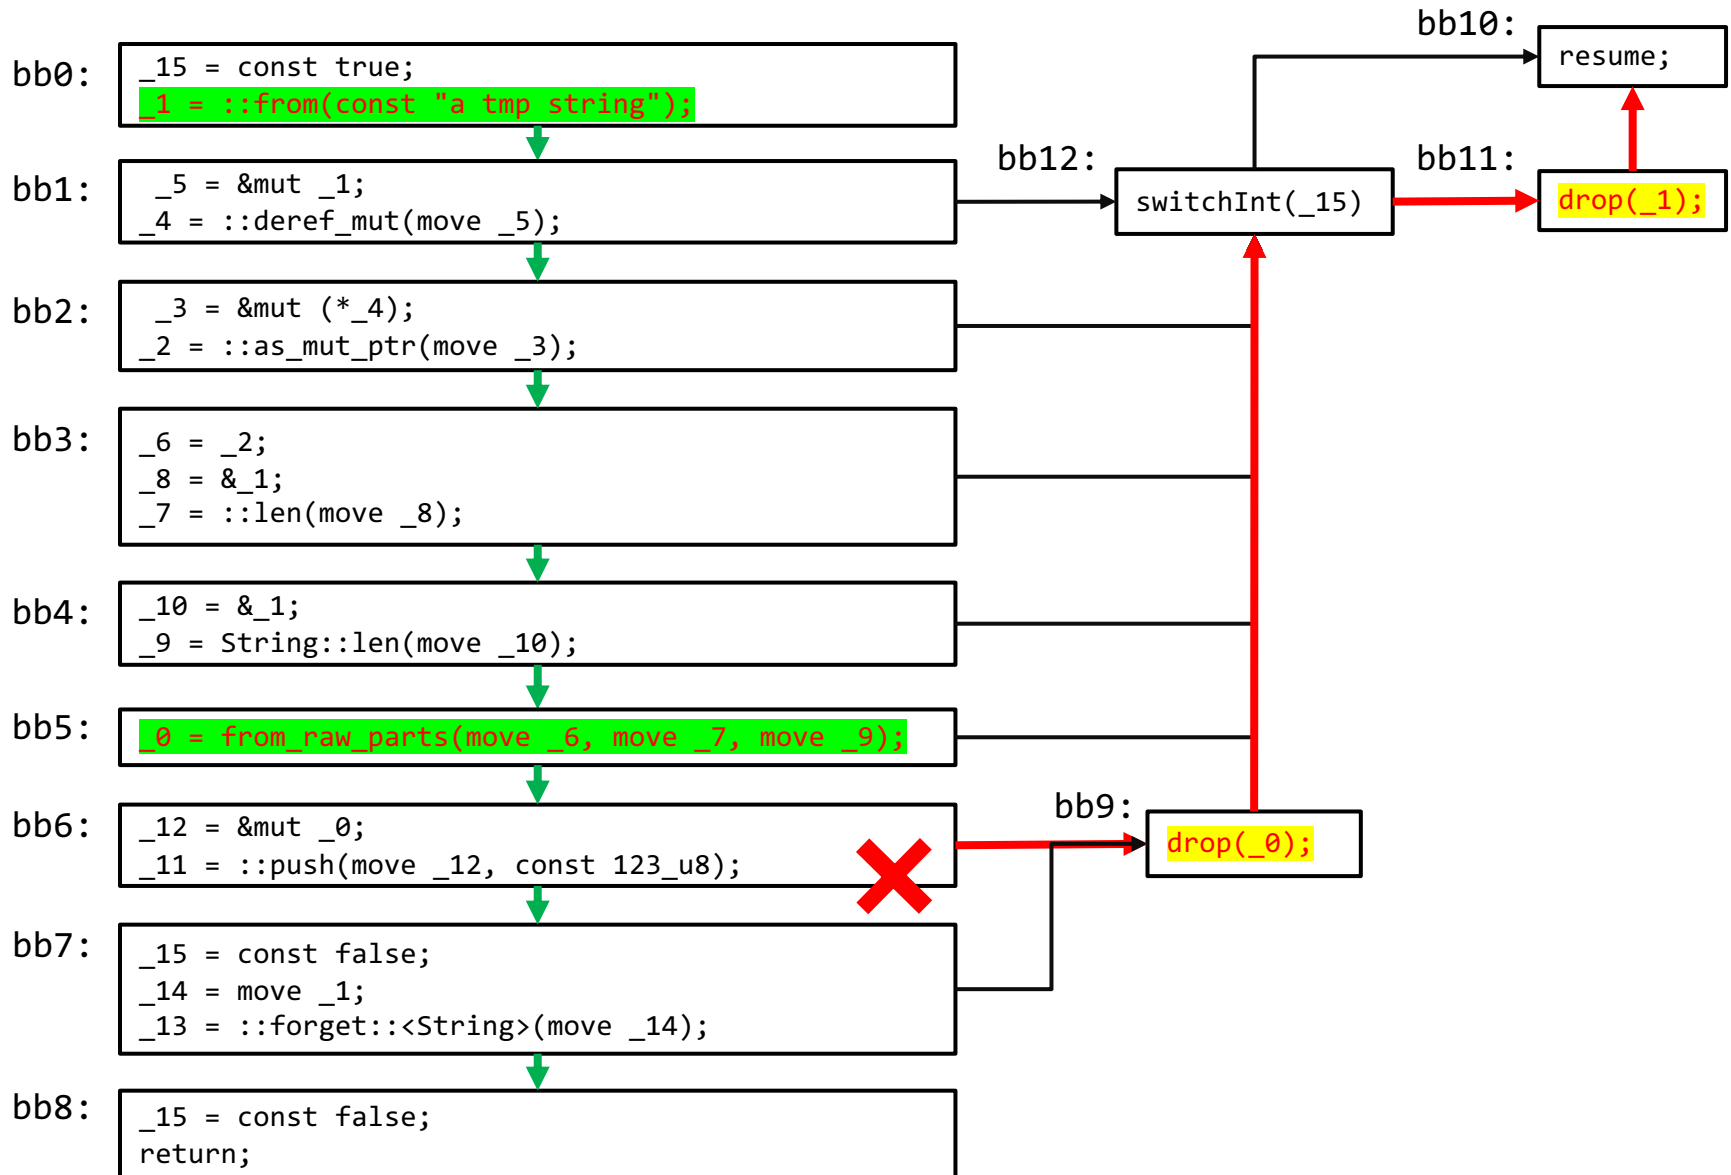 bb0:
_15 = const true;
_1 = ::from(const "a tmp string");
bb1:
_5 = &mut _1;
_4 = ::deref_mut(move _5);
bb2:
_3 = &mut (*_4);
_2 = ::as_mut_ptr(move _3);
bb3:
_6 = _2;
_8 = &_1;
_7 = ::len(move _8);
bb4:
_10 = &_1;
_9 = String::len(move _10);
bb5:
_0 = from_raw_parts(move _6, move _7, move _9);
bb6:
_12 = &mut _0;
_11 = ::push(move _12, const 123_u8);
bb7:
_15 = const false;
_14 = move _1;
_13 = ::forget::<String>(move _14);
bb8:
_15 = const false;
return;
bb9:
drop(_0);
bb12:
switchInt(_15)
bb11:
drop(_1);
bb10:
resume;